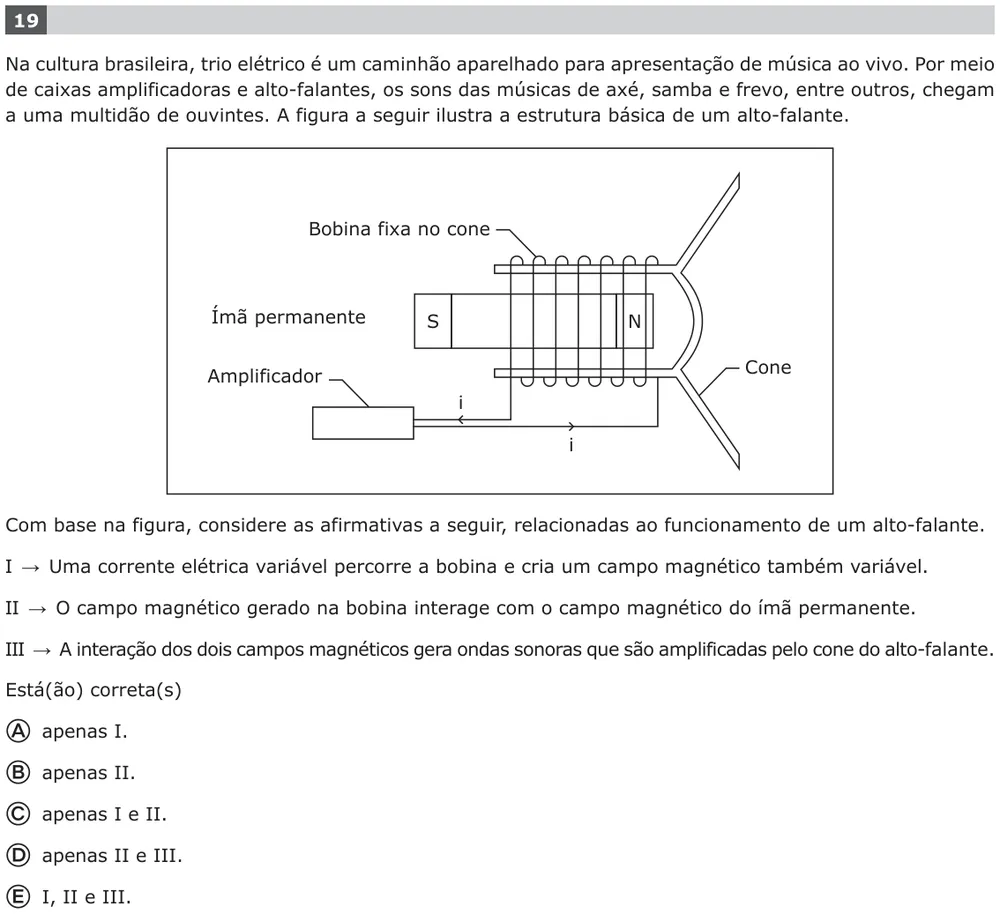 19
Na cultura brasileira, trio elétrico é um caminhão aparelhado para apresentação de música ao vivo. Por meio
de caixas amplificadoras e alto-falantes, os sons das músicas de axé, samba e frevo, entre outros, chegam
a uma multidão de ouvintes. A figura a seguir ilustra a estrutura básica de um alto-falante.
Bobina fixa no cone
Ímã permanente
S
N
Amplificador
Cone
i
i
Com base na figura, considere as afirmativas a seguir, relacionadas ao funcionamento de um alto-falante.
I → Uma corrente elétrica variável percorre a bobina e cria um campo magnético também variável.
II → O campo magnético gerado na bobina interage com o campo magnético do ímã permanente.
III → A interação dos dois campos magnéticos gera ondas sonoras que são amplificadas pelo cone do alto-falante.
Está(ão) correta(s)
A apenas I.
B apenas II.
C apenas I e II.
D apenas II e III.
E I, II e III.